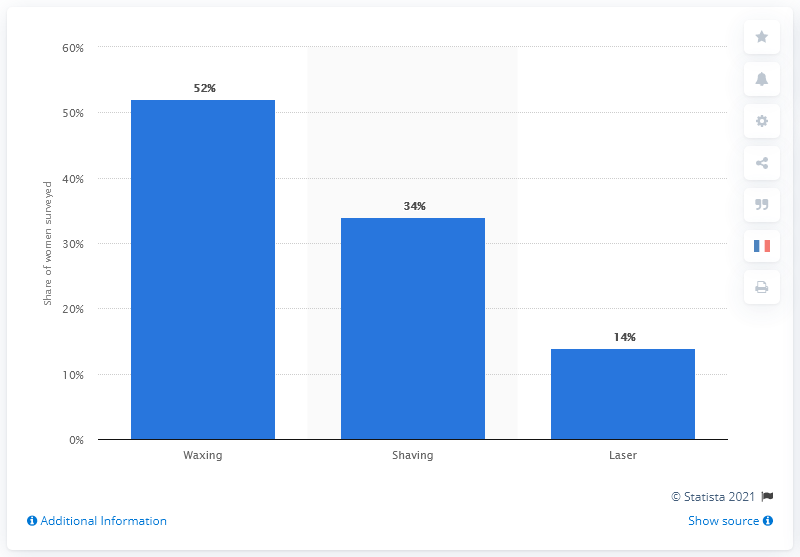 60%
50%
40%
30%
20%
10%
0%
Share of women surveyed
52%
34%
14%
Waxing
Shaving
Laser
© Statista 2021
Additional Information
Show source